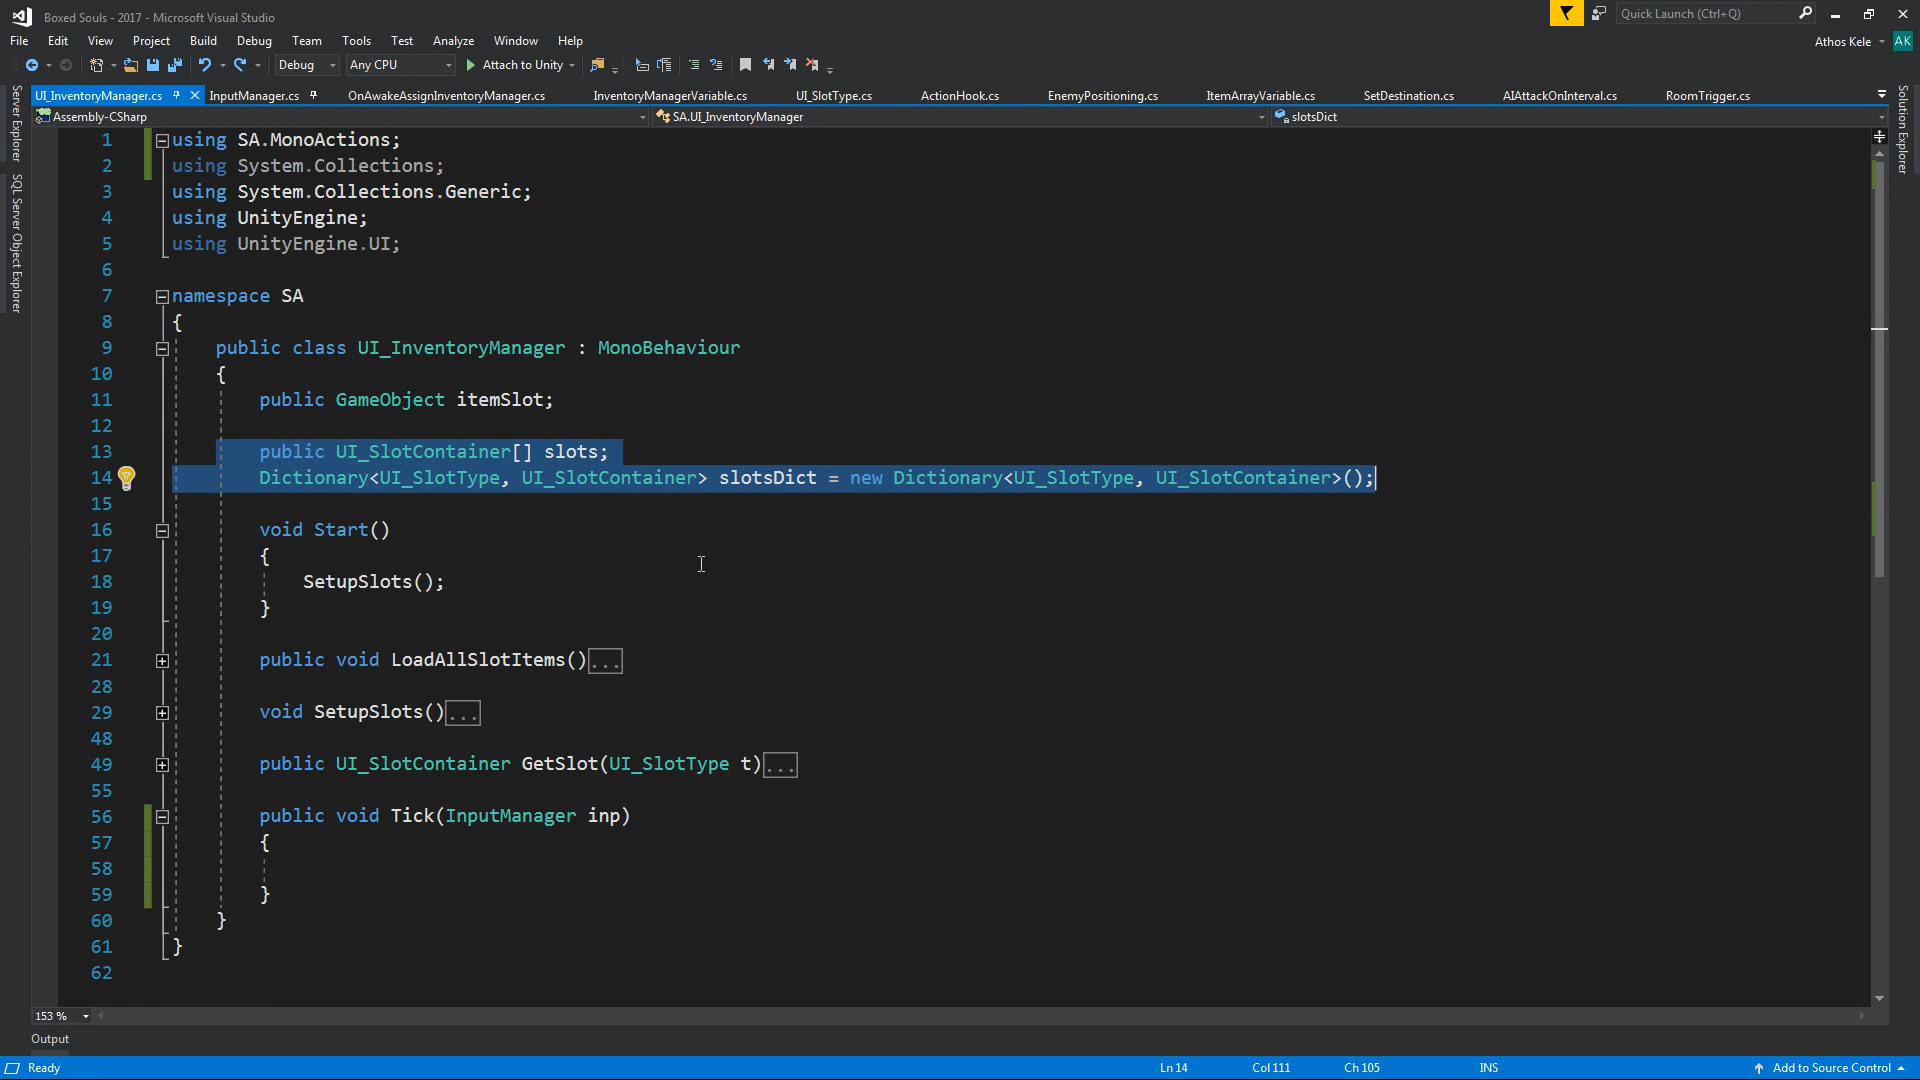 Boxed Souls - 2017 - Microsoft Visual Studio
Quick Launch (Ctrl+Q)
File Edit View Project Build Debug Team Tools Test Analyze Window Help
Athos Kele AK
Debug Any CPU Attach to Unity
UI_InventoryManager.cs InputManager.cs OnAwakeAssignInventoryManager.cs InventoryManagerVariable.cs UI_SlotType.cs ActionHook.cs EnemyPositioning.cs ItemArrayVariable.cs SetDestination.cs AIAttackOnInterval.cs RoomTrigger.cs
Assembly-CSharp SA.UI_InventoryManager slotsDict
Server Explorer
SQL Server Object Explorer
Solution Explorer
1 using SA.MonoActions;
2 using System.Collections;
3 using System.Collections.Generic;
4 using UnityEngine;
5 using UnityEngine.UI;
6
7 namespace SA
8 {
9 public class UI_InventoryManager : MonoBehaviour
10 {
11 public GameObject itemSlot;
12
13 public UI_SlotContainer[] slots;
14 Dictionary<UI_SlotType, UI_SlotContainer> slotsDict = new Dictionary<UI_SlotType, UI_SlotContainer>();
15
16 void Start()
17 {
18 SetupSlots();
19 }
20
21 public void LoadAllSlotItems()...
28
29 void SetupSlots()...
48
49 public UI_SlotContainer GetSlot(UI_SlotType t)...
55
56 public void Tick(InputManager inp)
57 {
58
59 }
60 }
61 }
62
153 %
Output
Ready Ln 14 Col 111 Ch 105 INS Add to Source Control